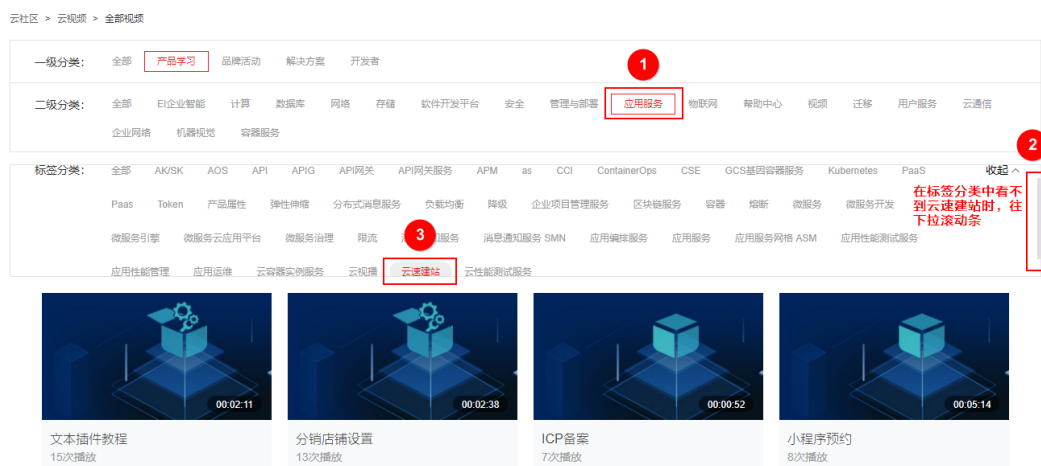 云社区 > 云视频 > 全部视频
一级分类: 全部 产品学习 品牌活动 解决方案 开发者
1
二级分类: 全部 EI企业智能 计算 数据库 网络 存储 软件开发平台 安全 管理与部署 应用服务 物联网 帮助中心 视频 迁移 用户服务 云通信
企业网络 机器视觉 容器服务
2
标签分类: 全部 AK/SK AOS API APIG API网关 API网关服务 APM as CCI ContainerOps CSE GCS基因容器服务 Kubernetes PaaS 收起
Paas Token 产品属性 弹性伸缩 分布式消息服务 负载均衡 降级 企业项目管理服务 区块链服务 容器 熔断 微服务 微服务开发
在标签分类中看不
到云速建站时，往
下拉滚动条
微服务引擎 微服务云应用平台 微服务治理 限流 3 知服务 消息通知服务 SMN 应用编排服务 应用服务 应用服务网格 ASM 应用性能测试服务
应用性能管理 应用运维 云容器实例服务 云视播 云速建站 云性能测试服务
00:02:11 00:02:38 00:00:52 00:05:14
文本插件教程 分销店铺设置 ICP备案 小程序预约
15次播放 13次播放 7次播放 8次播放